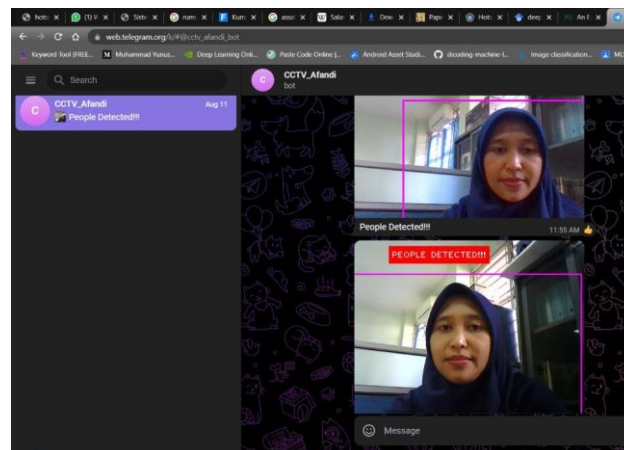 web.telegram.org/k/#@cctv_afandi_bot
Keyword Tool (FREE... Muhammad Yunus... Deep Learning Onli... Paste Code Online |... Android Asset Studi... dicoding-machine-l... Image classification...
Search
CCTV_Afandi
bot
CCTV_Afandi Aug 11
People Detected!!!
People Detected!!! 11:55 AM
PEOPLE DETECTED!!!
Message